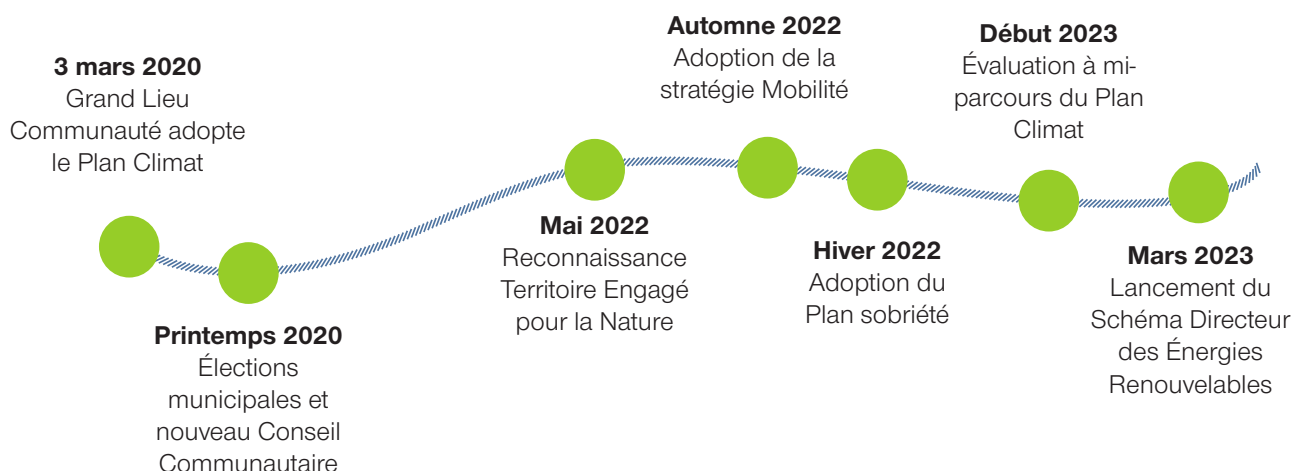 3 mars 2020
Grand Lieu
Communauté adopte
le Plan Climat
Printemps 2020
Élections
municipales et
nouveau Conseil
Communautaire
Mai 2022
Reconnaissance
Territoire Engagé
pour la Nature
Automne 2022
Adoption de la
stratégie Mobilité
Hiver 2022
Adoption du
Plan sobriété
Début 2023
Évaluation à mi-
parcours du Plan
Climat
Mars 2023
Lancement du
Schéma Directeur
des Énergies
Renouvelables